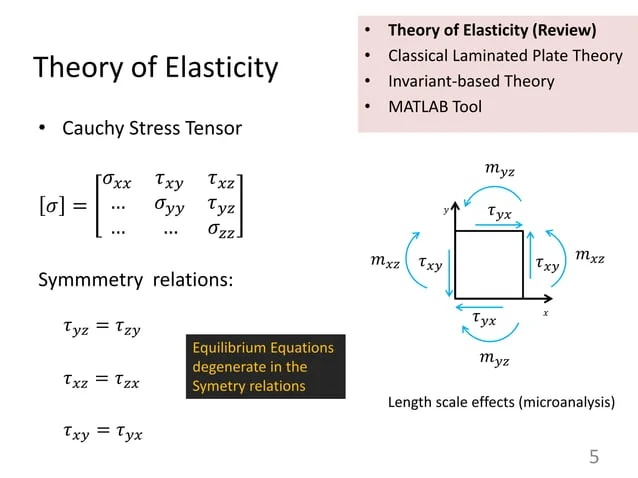 Theory of Elasticity
• Theory of Elasticity (Review)
• Classical Laminated Plate Theory
• Invariant-based Theory
• MATLAB Tool
• Cauchy Stress Tensor
[σ] = [σxx τxy τxz
... σyy τyz
... ... σzz]
Symmmetry relations:
τyz = τzy
τxz = τzx
τxy = τyx
Equilibrium Equations
degenerate in the
Symetry relations
myz
y τyx
mxz τxy τxy mxz
τyx x
myz
Length scale effects (microanalysis)
5